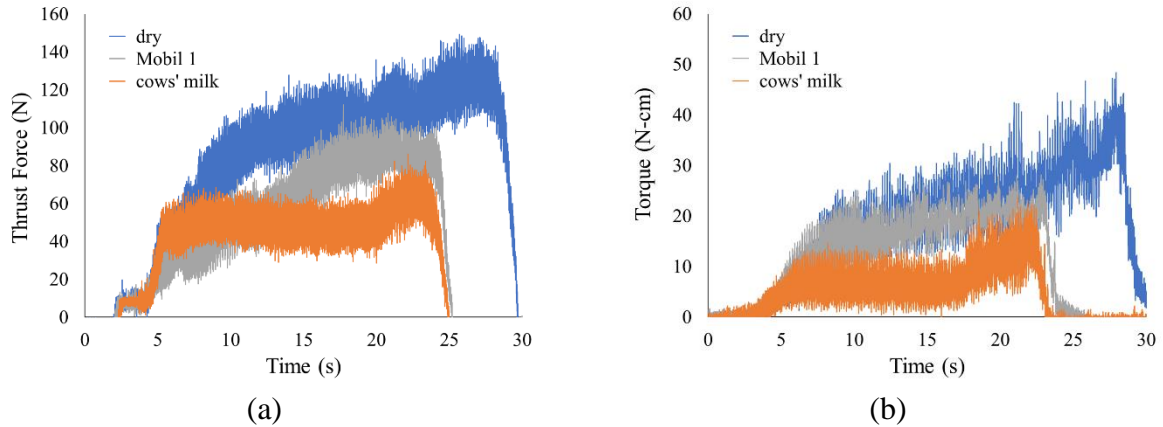 160
140
120
100
80
60
40
20
0
Thrust Force (N)
dry
Mobil 1
cows' milk
0 5 10 15 20 25 30
Time (s)
(a)
60
50
40
30
20
10
0
Torque (N-cm)
dry
Mobil 1
cows' milk
0 5 10 15 20 25 30
Time (s)
(b)